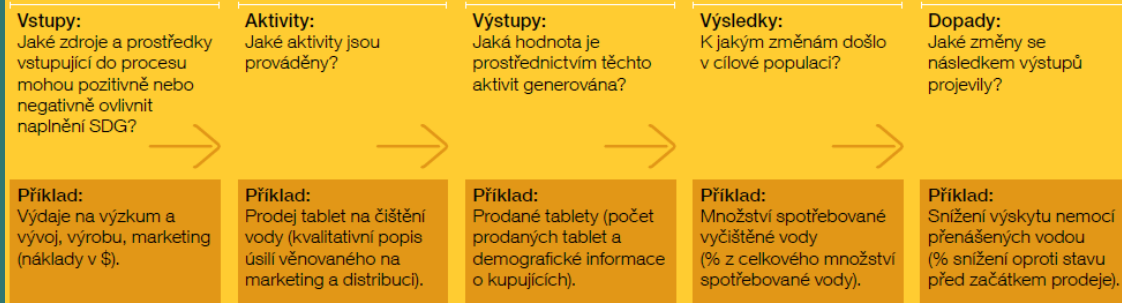 Vstupy:
Jaké zdroje a prostředky
vstupující do procesu
mohou pozitivně nebo
negativně ovlivnit
naplnění SDG?
Aktivity:
Jaké aktivity jsou
prováděny?
Výstupy:
Jaká hodnota je
prostřednictvím těchto
aktivit generována?
Výsledky:
K jakým změnám došlo
v cílové populaci?
Dopady:
Jaké změny se
následkem výstupů
projevily?
Příklad:
Výdaje na výzkum a
vývoj, výrobu, marketing
(náklady v $).
Příklad:
Prodej tablet na čištění
vody (kvalitativní popis
úsilí věnovaného na
marketing a distribuci).
Příklad:
Prodané tablety (počet
prodaných tablet a
demografické informace
o kupujících).
Příklad:
Množství spotřebované
vyčištěné vody
(% z celkového množství
spotřebované vody).
Příklad:
Snížení výskytu nemocí
přenášených vodou
(% snížení oproti stavu
před začátkem prodeje).